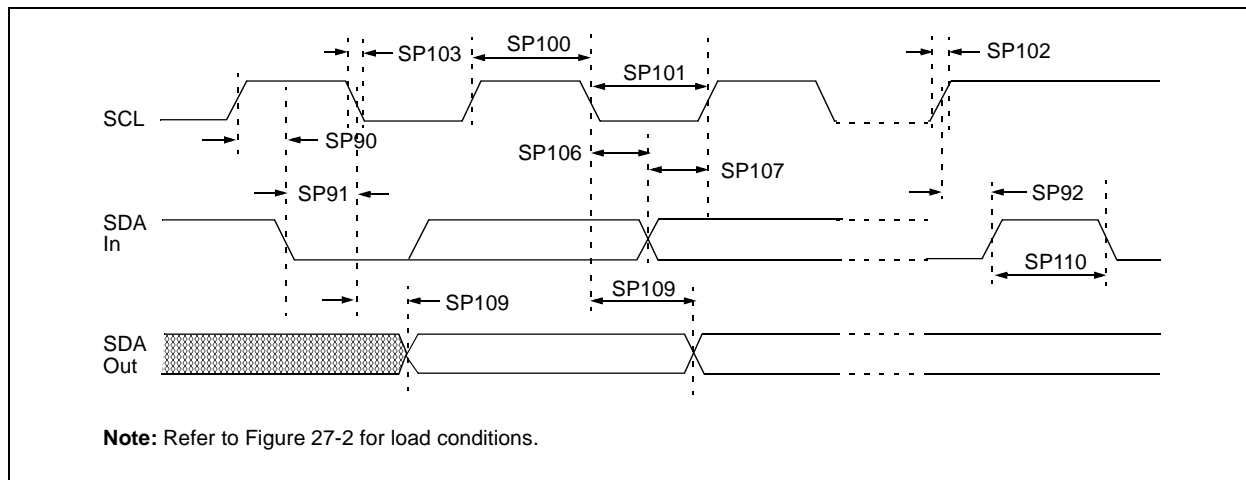 SP103
SP100
SP101
SP102
SCL
SP90
SP106
SP107
SP91
SP92
SDA
In
SP110
SP109
SP109
SDA
Out
Note: Refer to Figure 27-2 for load conditions.